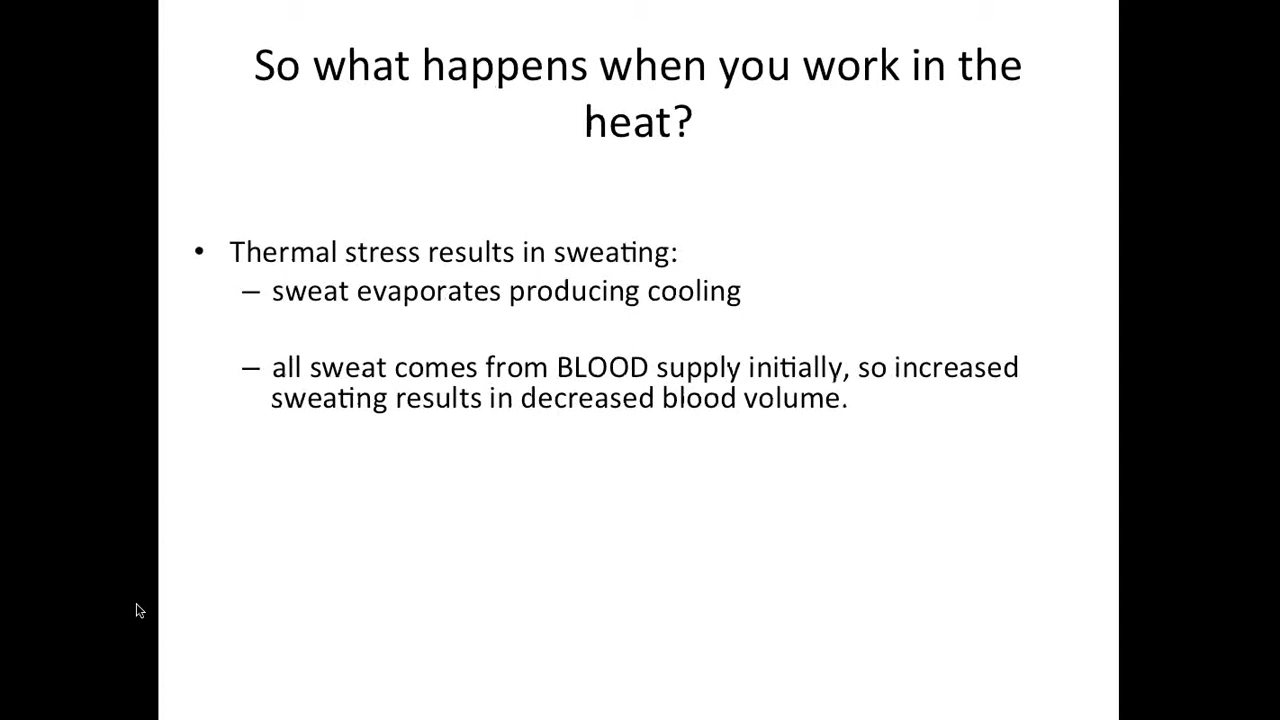 So what happens when you work in the
heat?
• Thermal stress results in sweating:
– sweat evaporates producing cooling
– all sweat comes from BLOOD supply initially, so increased
sweating results in decreased blood volume.